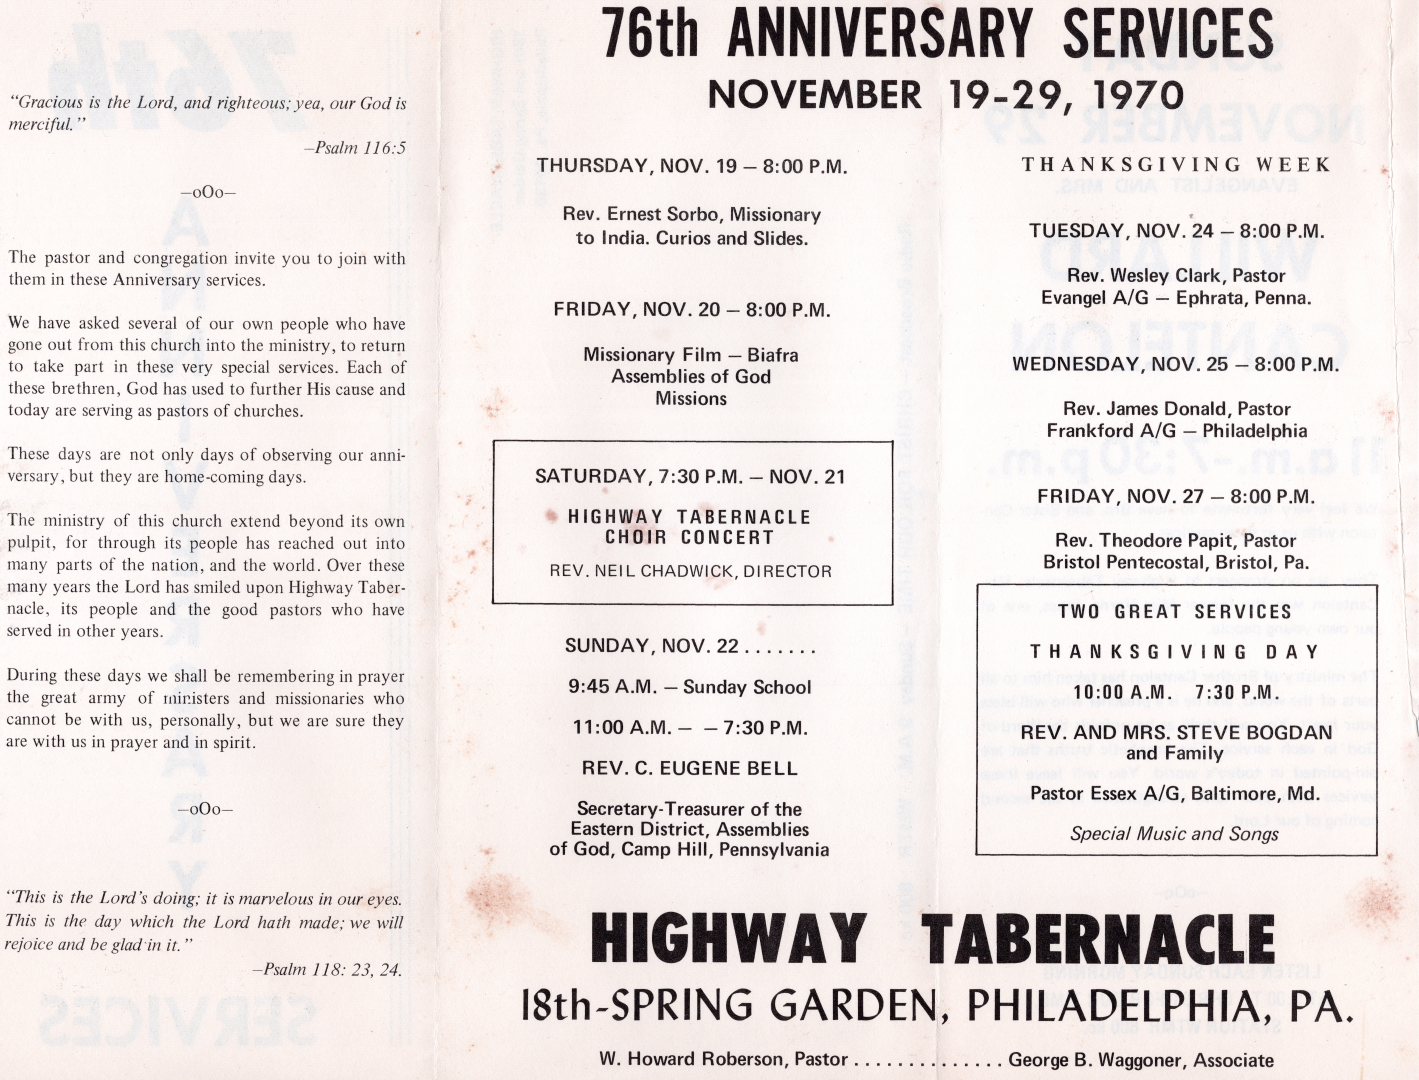 "Gracious is the Lord, and righteous; yea, our God is
merciful."
—Psalm 116:5
—oOo—
The pastor and congregation invite you to join with
them in these Anniversary services.
We have asked several of our own people who have
gone out from this church into the ministry, to return
to take part in these very special services. Each of
these brethren, God has used to further His cause and
today are serving as pastors of churches.
These days are not only days of observing our anni-
versary, but they are home-coming days.
The ministry of this church extend beyond its own
pulpit, for through its people has reached out into
many parts of the nation, and the world. Over these
many years the Lord has smiled upon Highway Taber-
nacle, its people and the good pastors who have
served in other years.
During these days we shall be remembering in prayer
the great army of ministers and missionaries who
cannot be with us, personally, but we are sure they
are with us in prayer and in spirit.
—oOo—
"This is the Lord's doing; it is marvelous in our eyes.
This is the day which the Lord hath made; we will
rejoice and be glad in it."
—Psalm 118: 23, 24.
76th ANNIVERSARY SERVICES
NOVEMBER 19-29, 1970
THURSDAY, NOV. 19 — 8:00 P.M.
Rev. Ernest Sorbo, Missionary
to India. Curios and Slides.
FRIDAY, NOV. 20 — 8:00 P.M.
Missionary Film — Biafra
Assemblies of God
Missions
SATURDAY, 7:30 P.M. — NOV. 21
HIGHWAY TABERNACLE
CHOIR CONCERT
REV. NEIL CHADWICK, DIRECTOR
SUNDAY, NOV. 22 . . . . . . .
9:45 A.M. — Sunday School
11:00 A.M. — — 7:30 P.M.
REV. C. EUGENE BELL
Secretary-Treasurer of the
Eastern District, Assemblies
of God, Camp Hill, Pennsylvania
THANKSGIVING WEEK
TUESDAY, NOV. 24 — 8:00 P.M.
Rev. Wesley Clark, Pastor
Evangel A/G — Ephrata, Penna.
WEDNESDAY, NOV. 25 — 8:00 P.M.
Rev. James Donald, Pastor
Frankford A/G — Philadelphia
FRIDAY, NOV. 27 — 8:00 P.M.
Rev. Theodore Papit, Pastor
Bristol Pentecostal, Bristol, Pa.
TWO GREAT SERVICES
THANKSGIVING DAY
10:00 A.M. 7:30 P.M.
REV. AND MRS. STEVE BOGDAN
and Family
Pastor Essex A/G, Baltimore, Md.
Special Music and Songs
HIGHWAY TABERNACLE
18th-SPRING GARDEN, PHILADELPHIA, PA.
W. Howard Roberson, Pastor . . . . . . . . . . . . . . George B. Waggoner, Associate